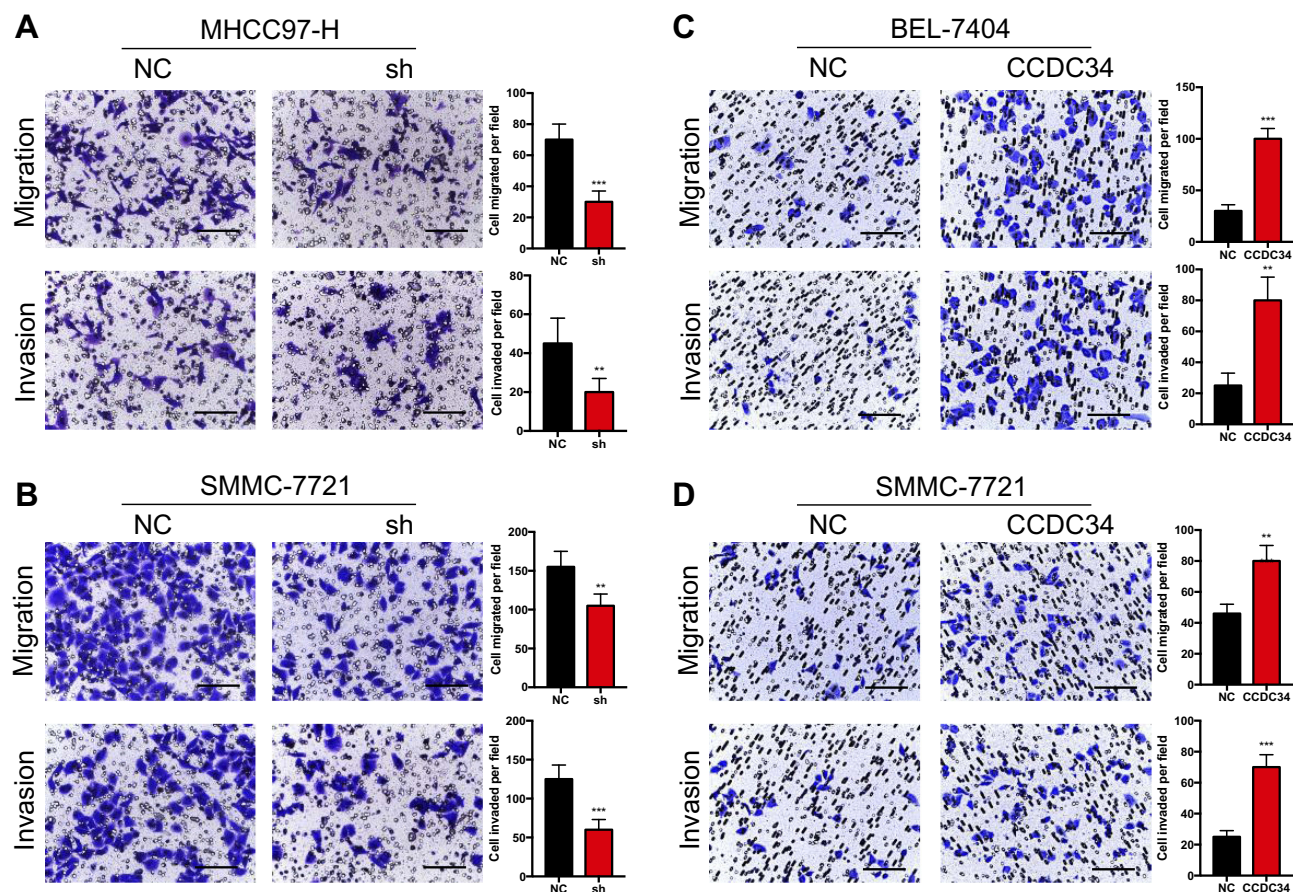 A
MHCC97-H
NC sh
Migration
Cell migrated per field
100
80
60
40
20
0
***
NC sh
Invasion
Cell invaded per field
80
60
40
20
0
**
NC sh
B
SMMC-7721
NC sh
Migration
Cell migrated per field
200
150
100
50
0
**
NC sh
Invasion
Cell invaded per field
200
150
100
50
0
***
NC sh
C
BEL-7404
NC CCDC34
Migration
Cell migrated per field
150
100
50
0
***
NC CCDC34
Invasion
Cell invaded per field
100
80
60
40
20
0
**
NC CCDC34
D
SMMC-7721
NC CCDC34
Migration
Cell migrated per field
100
80
60
40
20
0
**
NC CCDC34
Invasion
Cell invaded per field
100
80
60
40
20
0
***
NC CCDC34